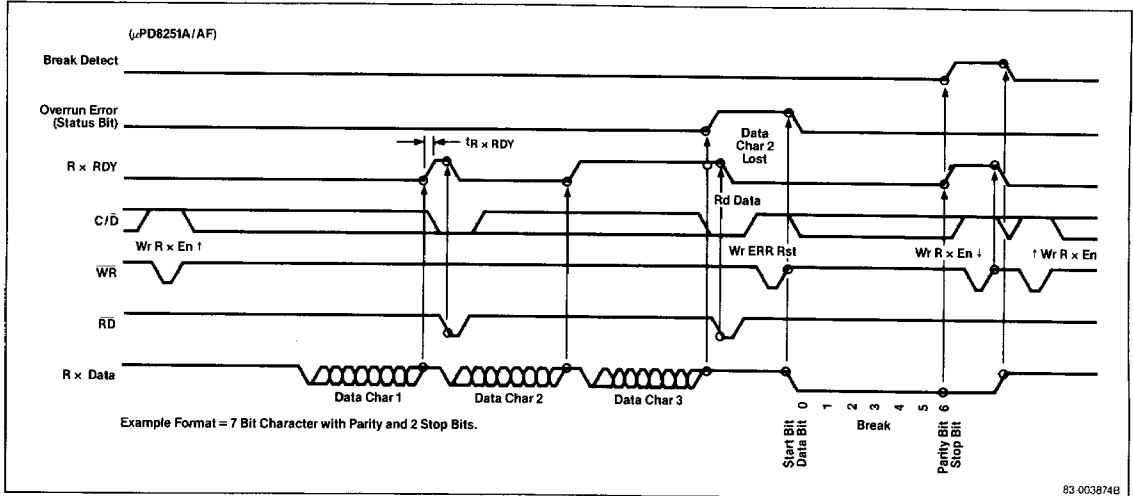 (μPD8251A/AF)
Break Detect
Overrun Error
(Status Bit)
Data
Char 2
Lost
tR × RDY
R × RDY
Rd Data
C/D̅
Wr R × En ↑
Wr ERR Rst
Wr R × En ↓
↑ Wr R × En
W̅R̅
R̅D̅
R × Data
Data Char 1
Data Char 2
Data Char 3
Start Bit
Data Bit
0
1
2
3
4
5
6
Break
Parity Bit
Stop Bit
Example Format = 7 Bit Character with Parity and 2 Stop Bits.
83-003874B